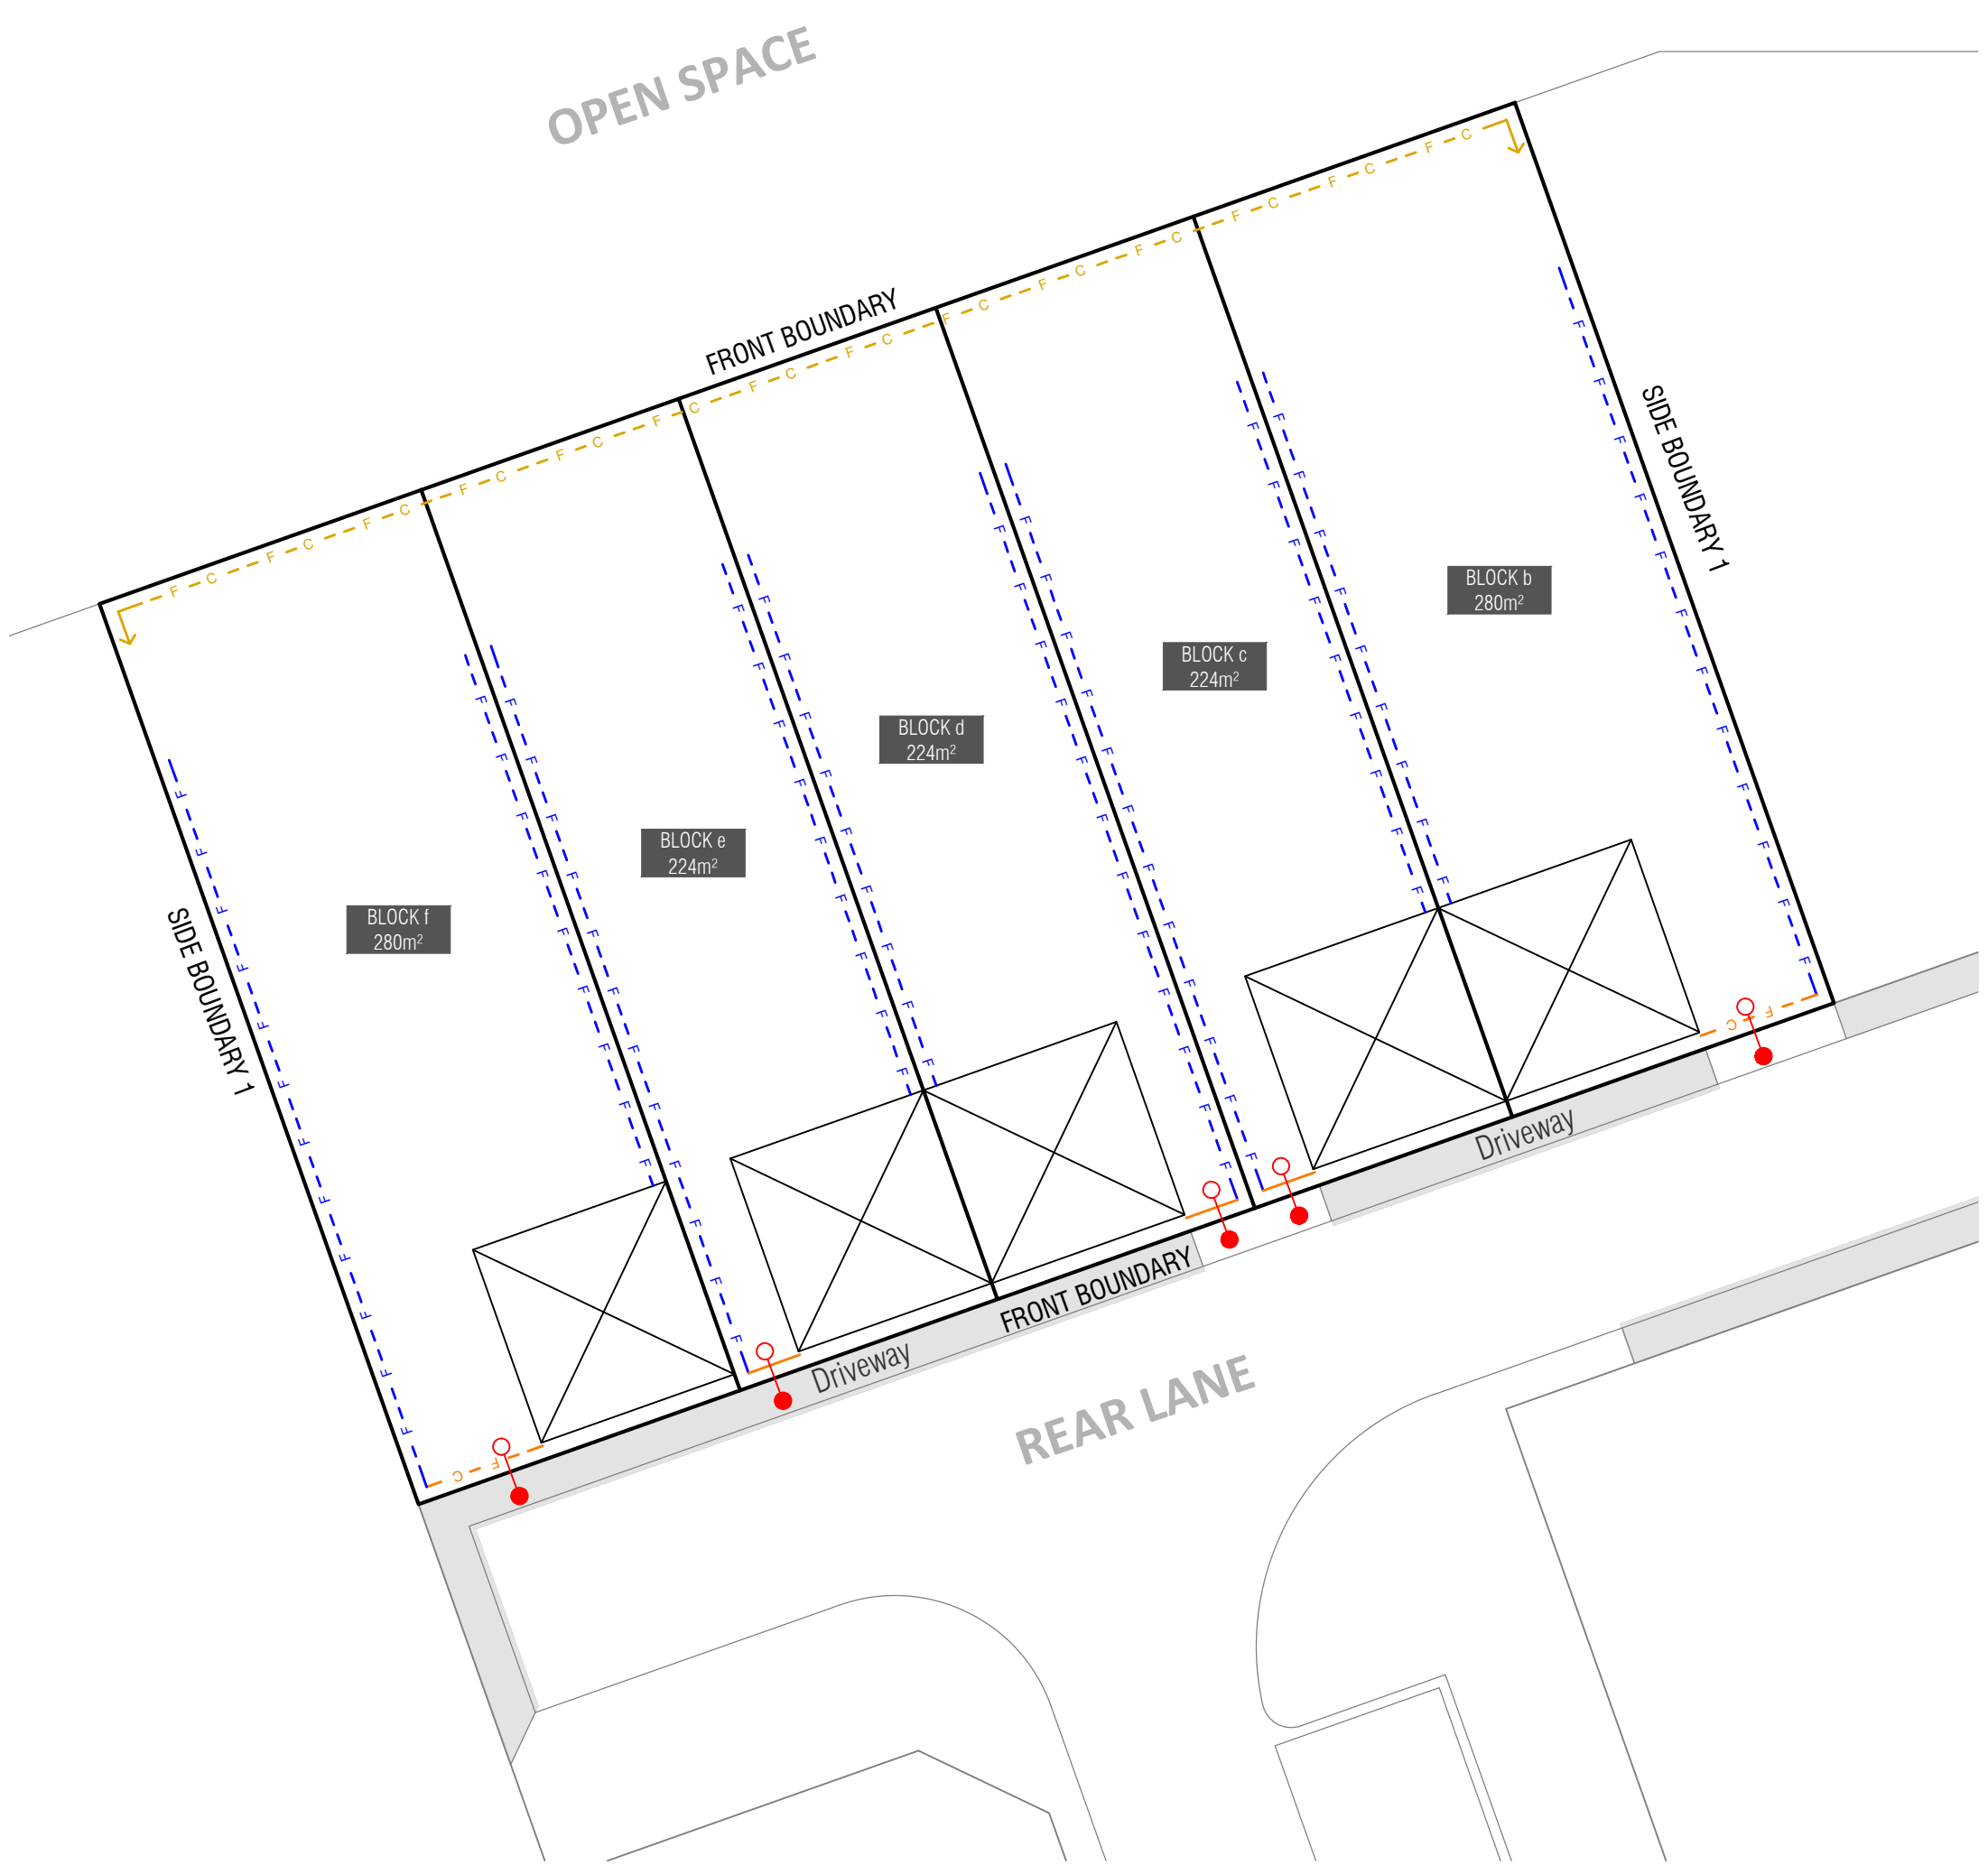 OPEN SPACE
FRONT BOUNDARY
SIDE BOUNDARY 1
BLOCK b
280m²
BLOCK c
224m²
BLOCK d
224m²
BLOCK e
224m²
BLOCK f
280m²
SIDE BOUNDARY 1
Driveway
FRONT BOUNDARY
Driveway
REAR LANE